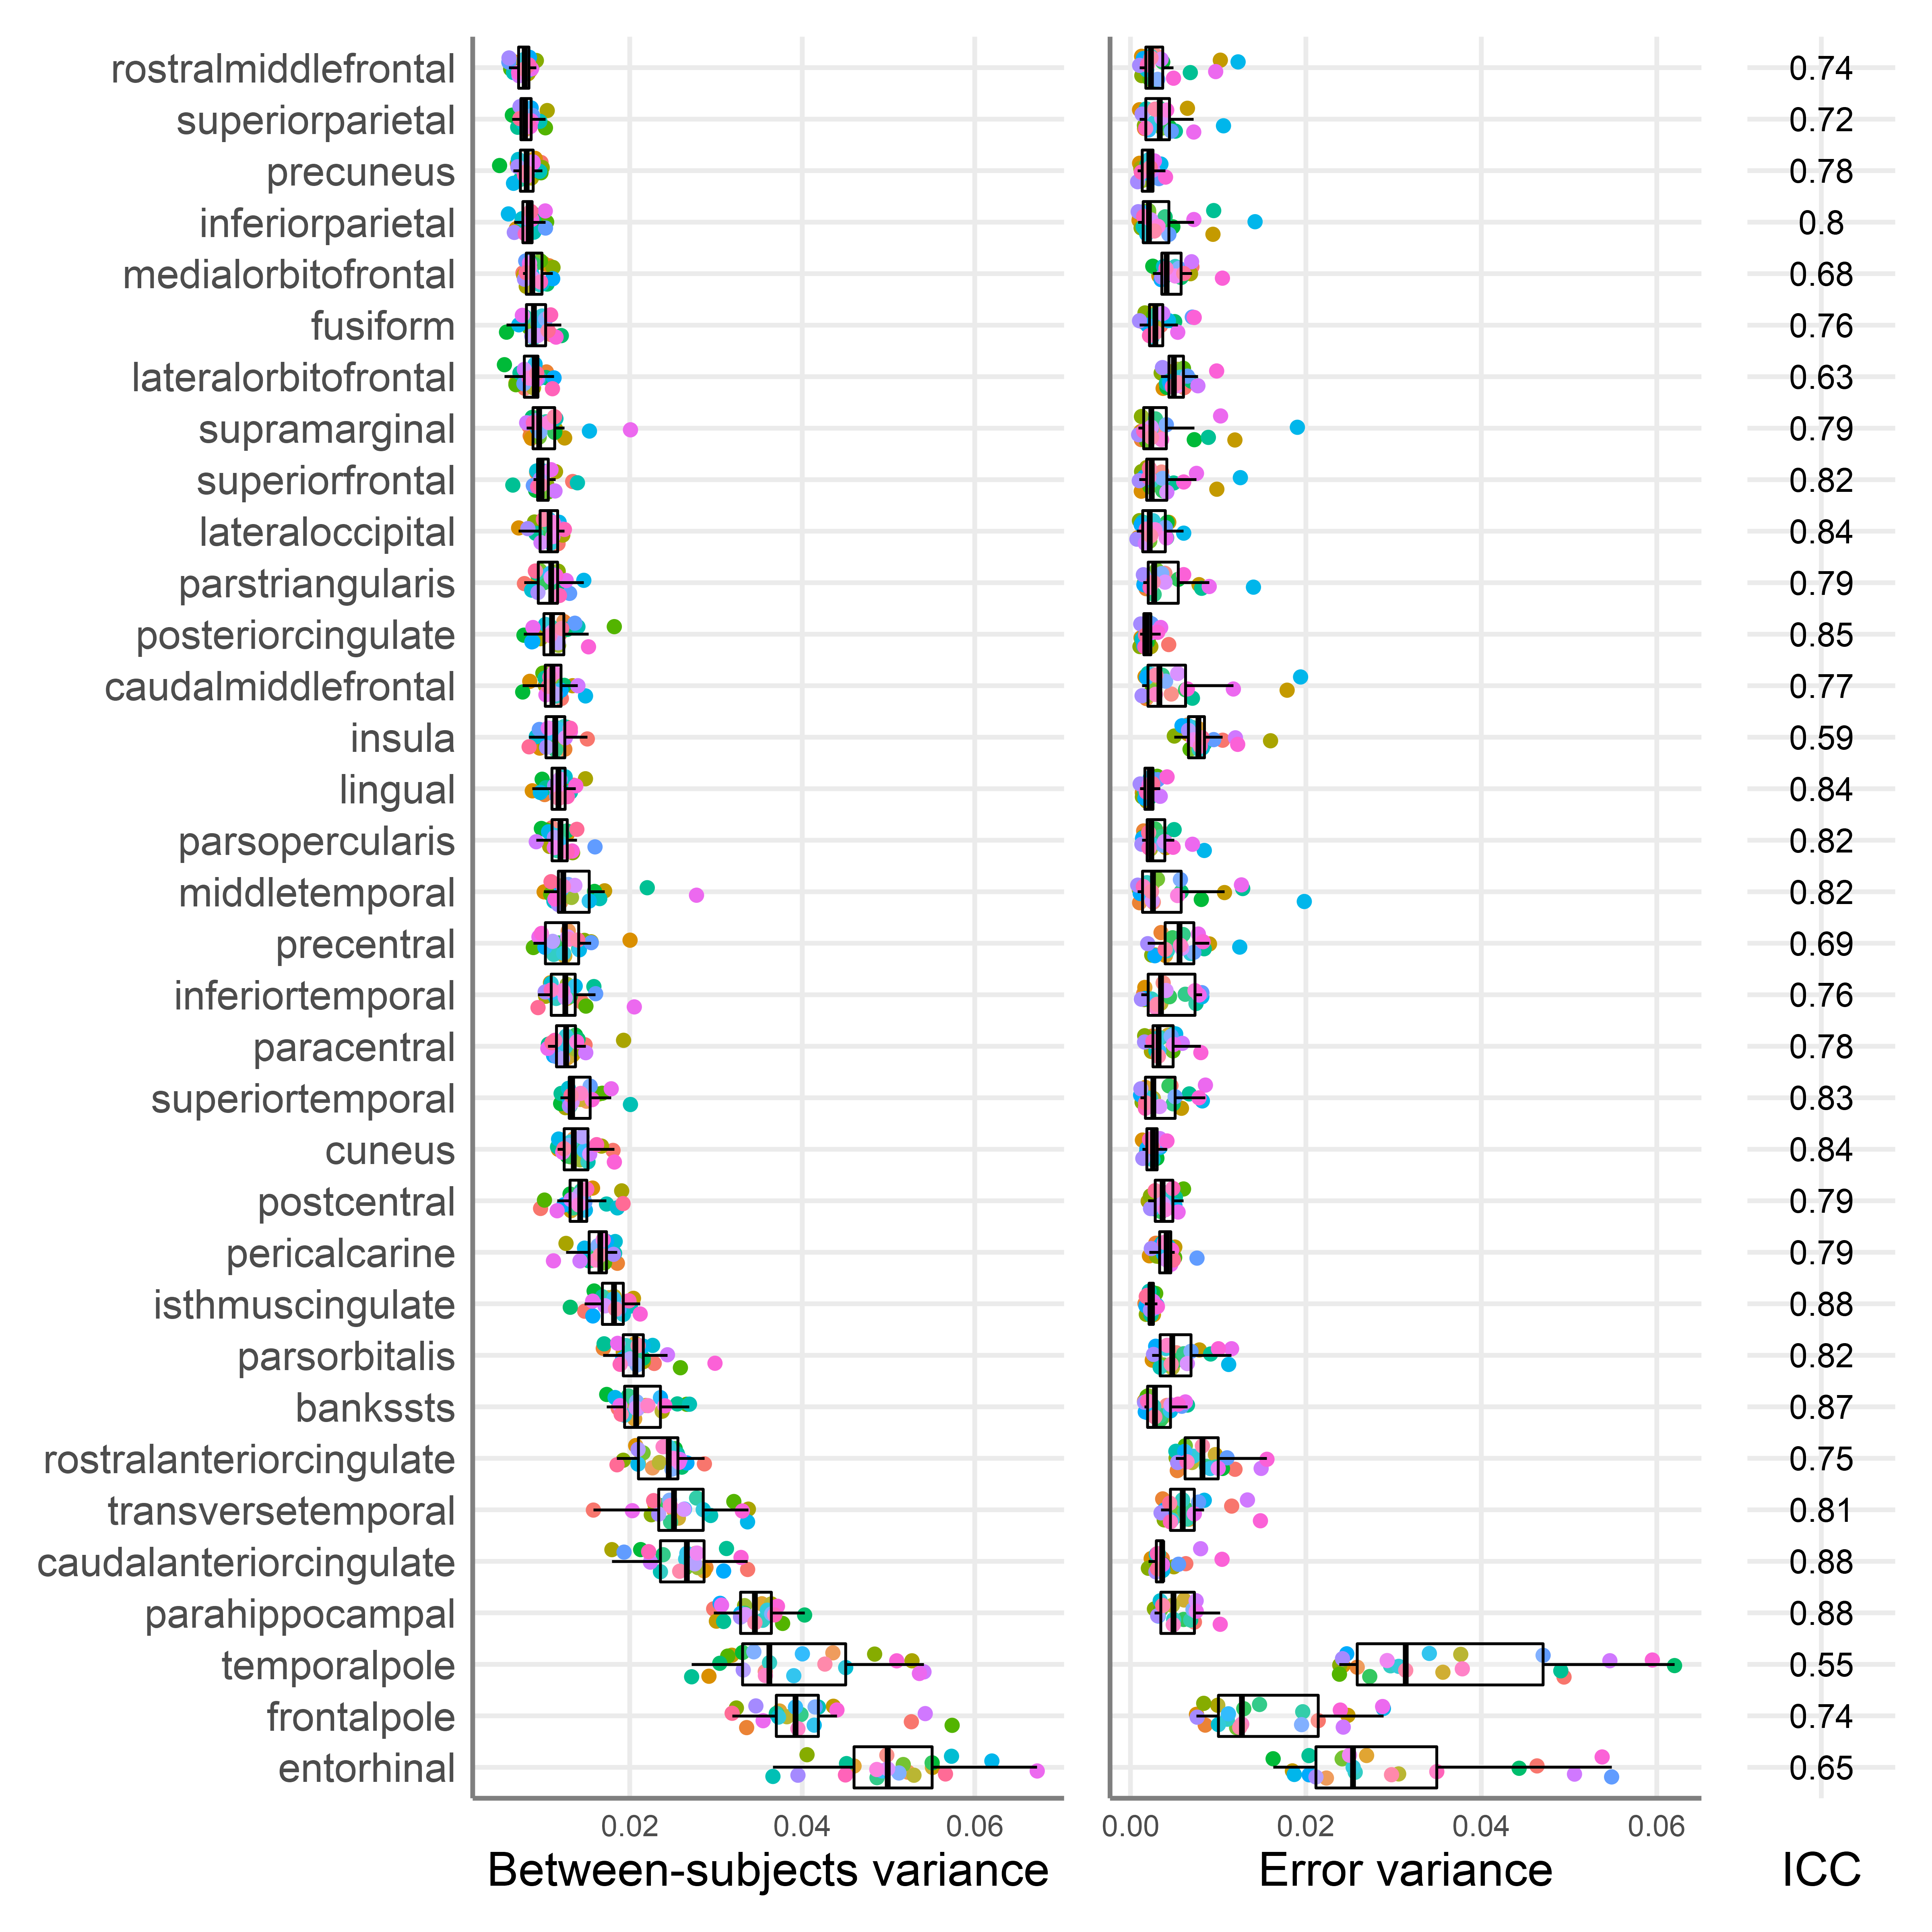 rostralmiddlefrontal 0.74
superiorparietal 0.72
precuneus 0.78
inferiorparietal 0.8
medialorbitofrontal 0.68
fusiform 0.76
lateralorbitofrontal 0.63
supramarginal 0.79
superiorfrontal 0.82
lateraloccipital 0.84
parstriangularis 0.79
posteriorcingulate 0.85
caudalmiddlefrontal 0.77
insula 0.59
lingual 0.84
parsopercularis 0.82
middletemporal 0.82
precentral 0.69
inferiortemporal 0.76
paracentral 0.78
superiortemporal 0.83
cuneus 0.84
postcentral 0.79
pericalcarine 0.79
isthmuscingulate 0.88
parsorbitalis 0.82
bankssts 0.87
rostralanteriorcingulate 0.75
transversetemporal 0.81
caudalanteriorcingulate 0.88
parahippocampal 0.88
temporalpole 0.55
frontalpole 0.74
entorhinal 0.65
0.02 0.04 0.06 0.00 0.02 0.04 0.06
Between-subjects variance Error variance ICC